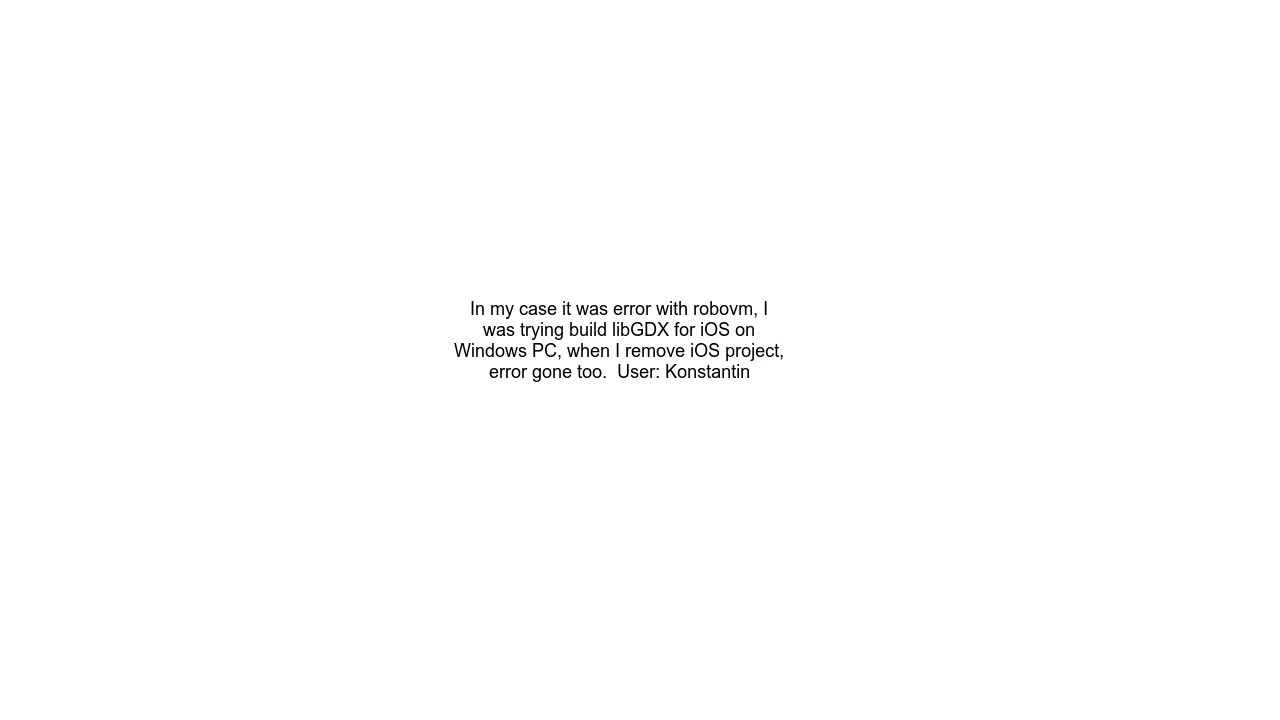 In my case it was error with robovm, I
was trying build libGDX for iOS on
Windows PC, when I remove iOS project,
error gone too.  User: Konstantin